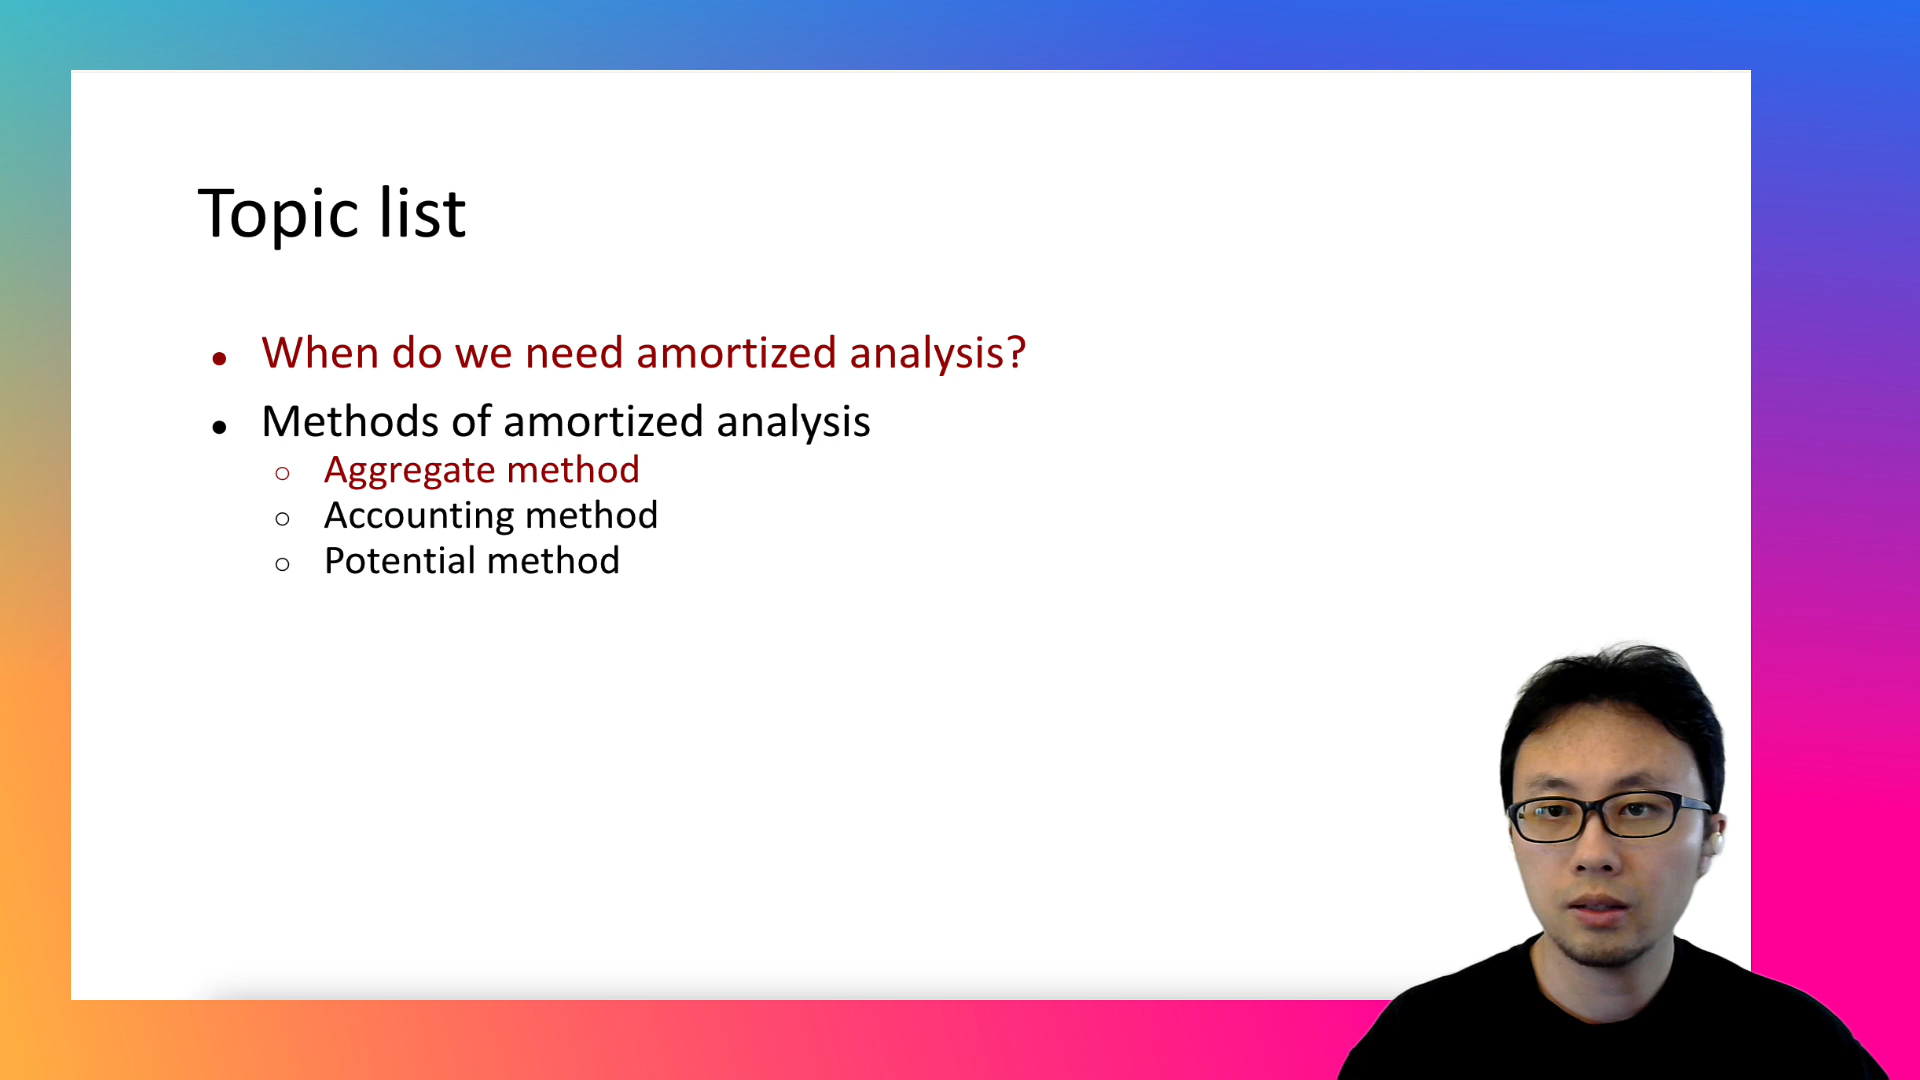 Topic list
• When do we need amortized analysis?
• Methods of amortized analysis
○ Aggregate method
○ Accounting method
○ Potential method